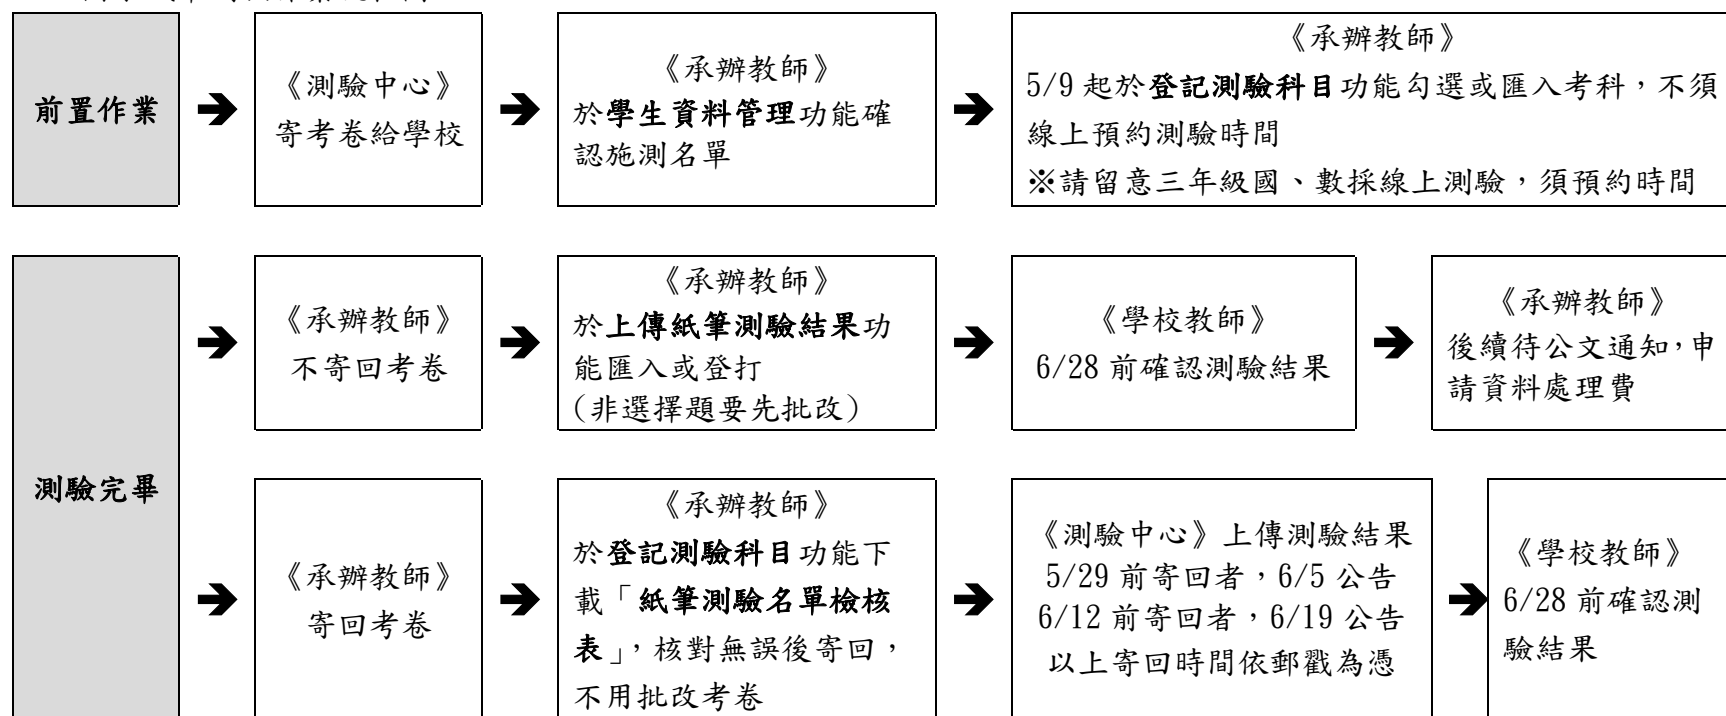 前置作業
《測驗中心》
寄考卷給學校
《承辦教師》
於學生資料管理功能確
認施測名單
《承辦教師》
5/9 起於登記測驗科目功能勾選或匯入考科，不須
線上預約測驗時間
※請留意三年級國、數採線上測驗，須預約時間
測驗完畢
《承辦教師》
不寄回考卷
《承辦教師》
於上傳紙筆測驗結果功
能匯入或登打
(非選擇題要先批改)
《學校教師》
6/28 前確認測驗結果
《承辦教師》
後續待公文通知，申
請資料處理費
《承辦教師》
寄回考卷
《承辦教師》
於登記測驗科目功能下
載「紙筆測驗名單檢核
表」，核對無誤後寄回，
不用批改考卷
《測驗中心》上傳測驗結果
5/29 前寄回者，6/5 公告
6/12 前寄回者，6/19 公告
以上寄回時間依郵戳為憑
《學校教師》
6/28 前確認測
驗結果